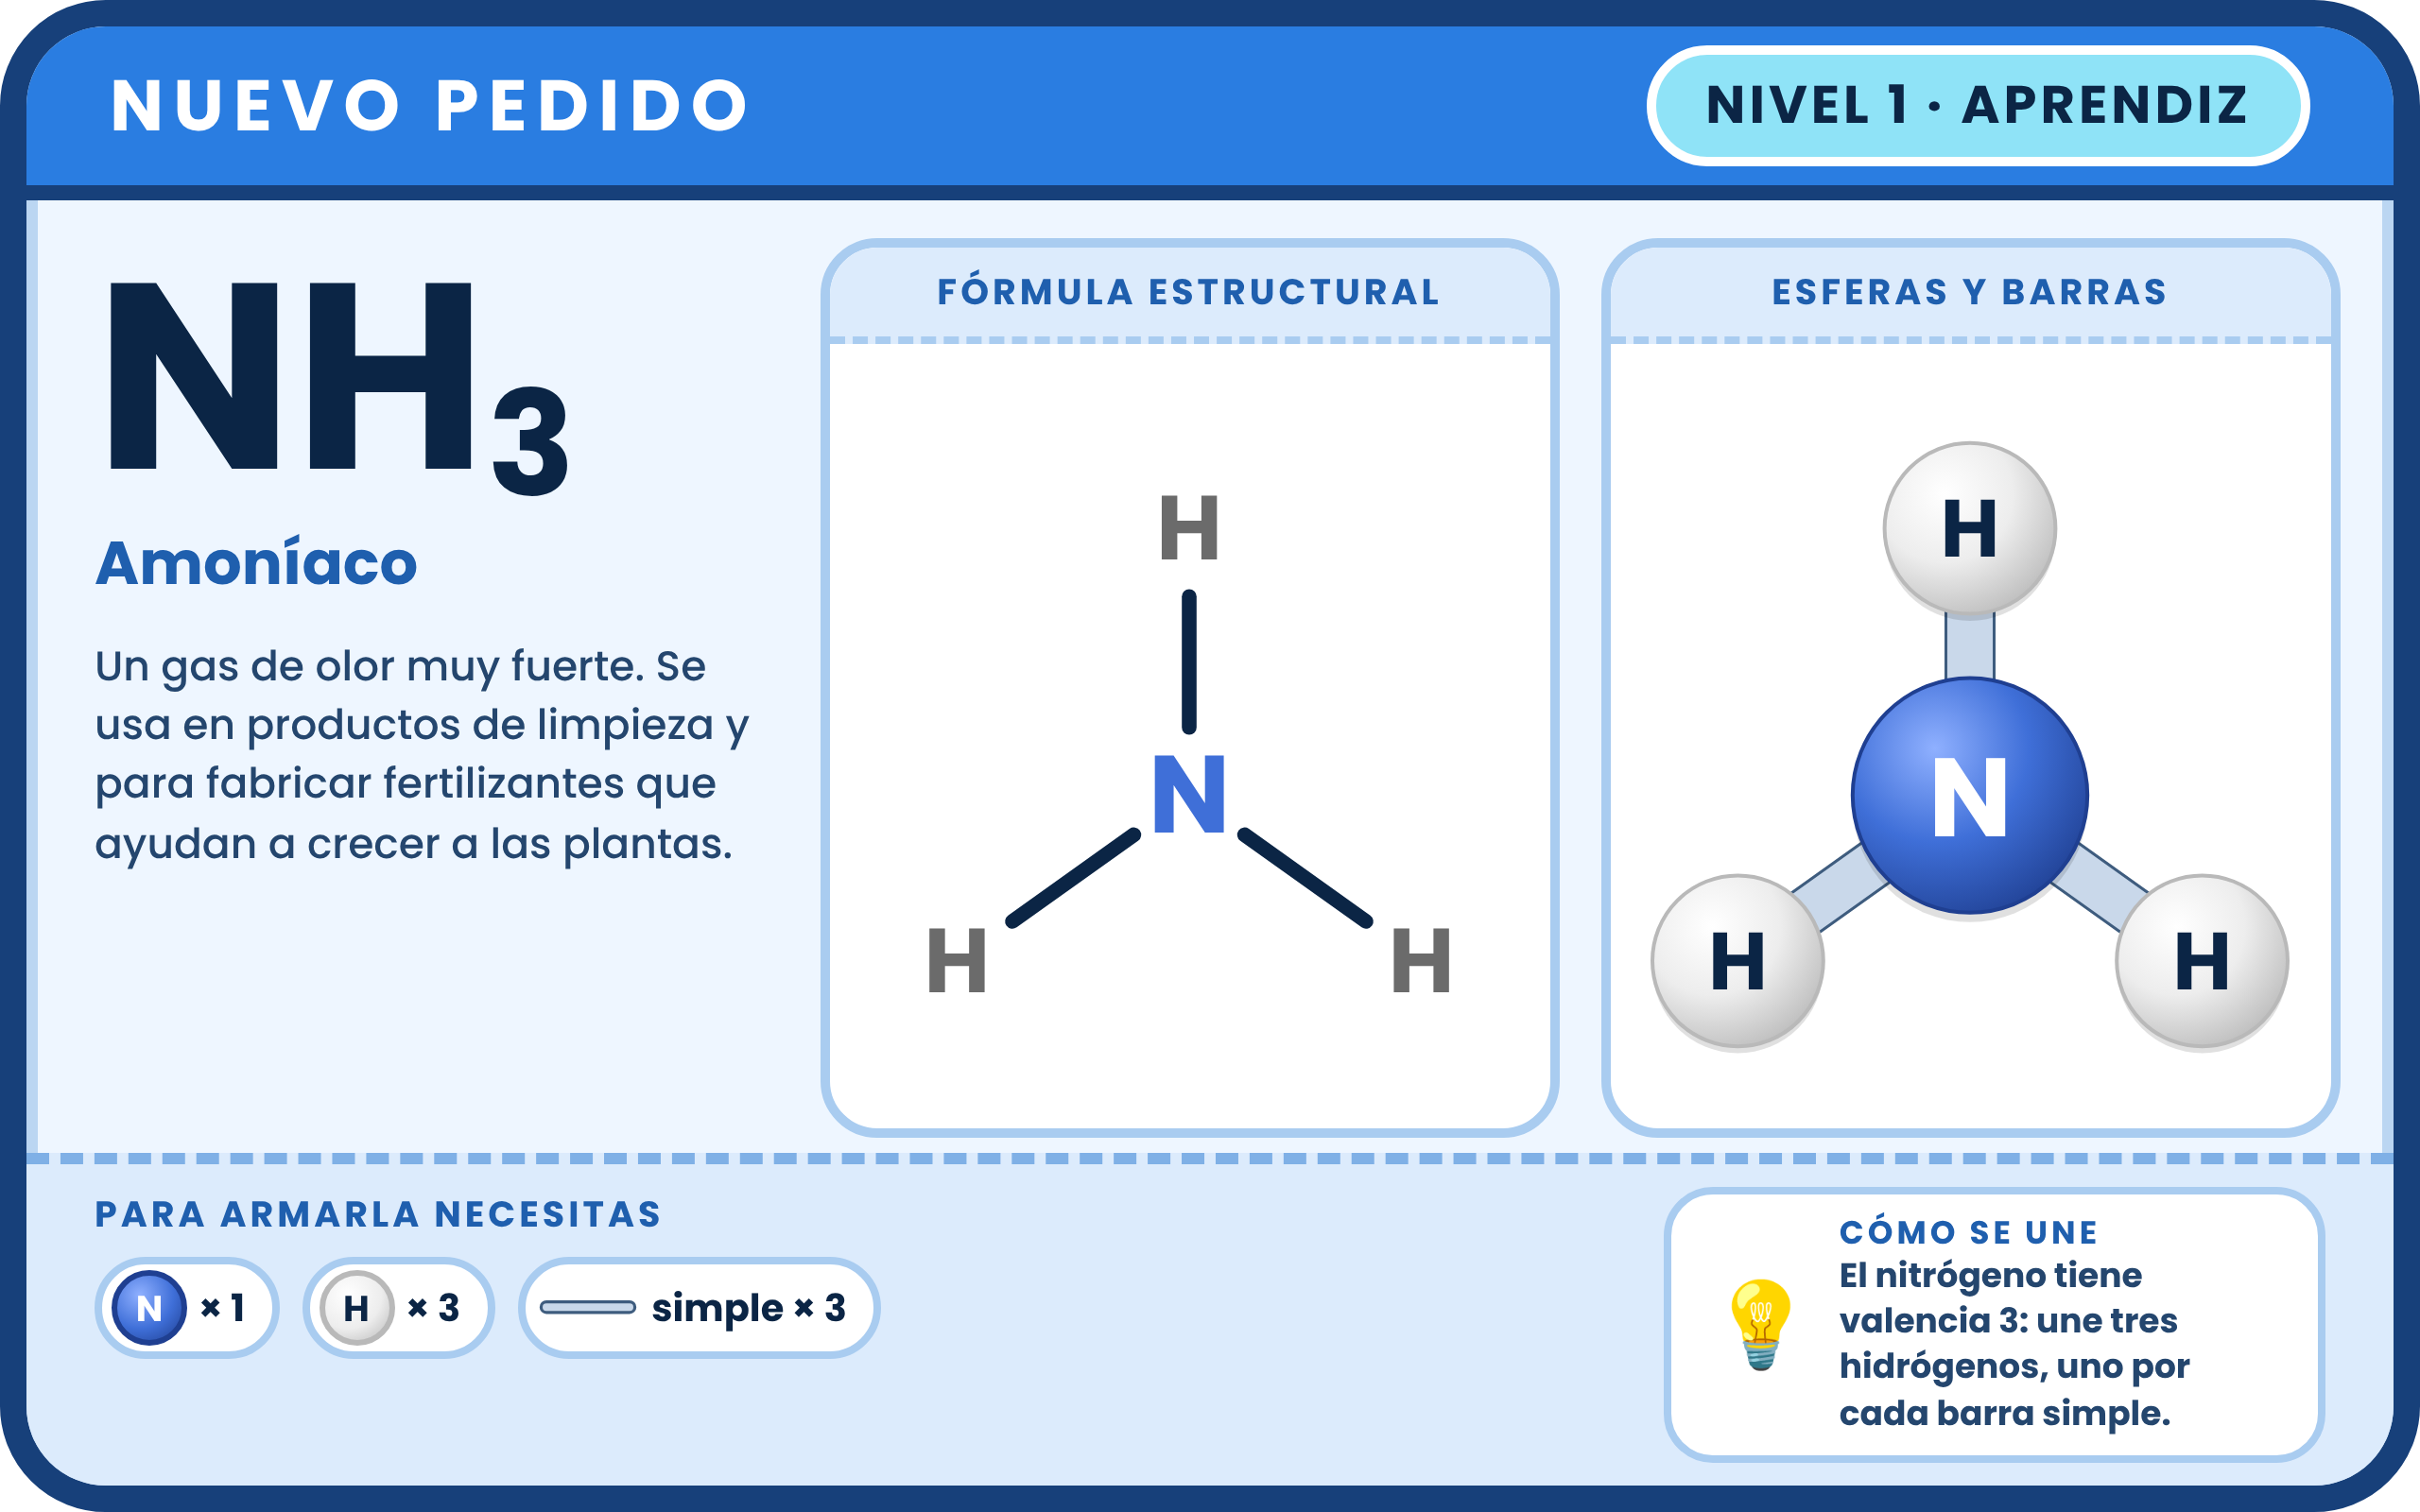 NUEVO PEDIDO
NIVEL 1 · APRENDIZ
NH₃
Amoníaco
Un gas de olor muy fuerte. Se
usa en productos de limpieza y
para fabricar fertilizantes que
ayudan a crecer a las plantas.
FÓRMULA ESTRUCTURAL
H
N
H
H
ESFERAS Y BARRAS
H
N
H
H
PARA ARMARLA NECESITAS
N × 1
H × 3
simple × 3
CÓMO SE UNE
El nitrógeno tiene
valencia 3: une tres
hidrógenos, uno por
cada barra simple.